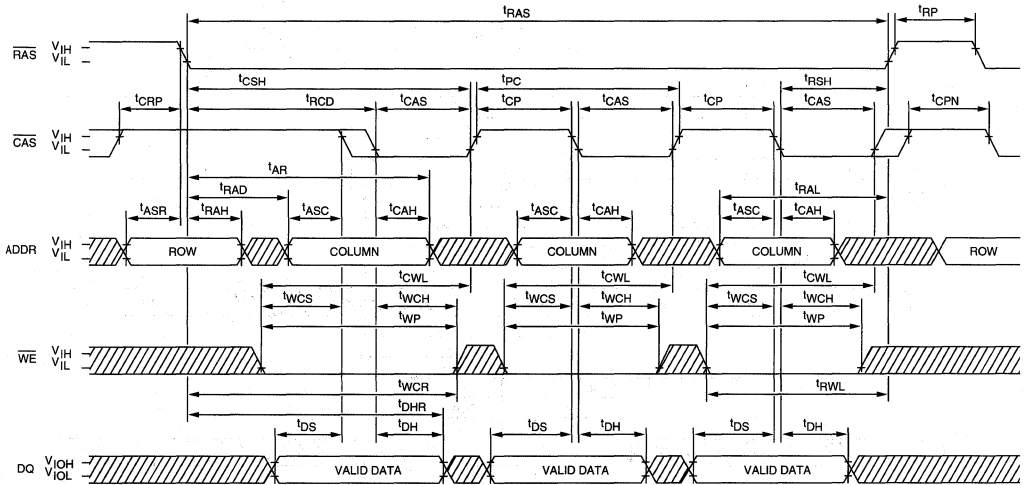 tRAS tRP
RAS VIH VIL
tCSH tPC tRSH
tCRP tRCD tCAS tCP tCAS tCP tCAS tCPN
CAS VIH VIL
tAR
tRAD tRAL
tASR tRAH tASC tCAH tASC tCAH tASC tCAH
ADDR VIH VIL ROW COLUMN COLUMN COLUMN ROW
tCWL tCWL tCWL
tWCS tWCH tWCS tWCH tWCS tWCH
tWP tWP tWP
WE VIH VIL
tWCR tRWL
tDHR
tDS tDH tDS tDH tDS tDH
DQ VIOH VIOL VALID DATA VALID DATA VALID DATA